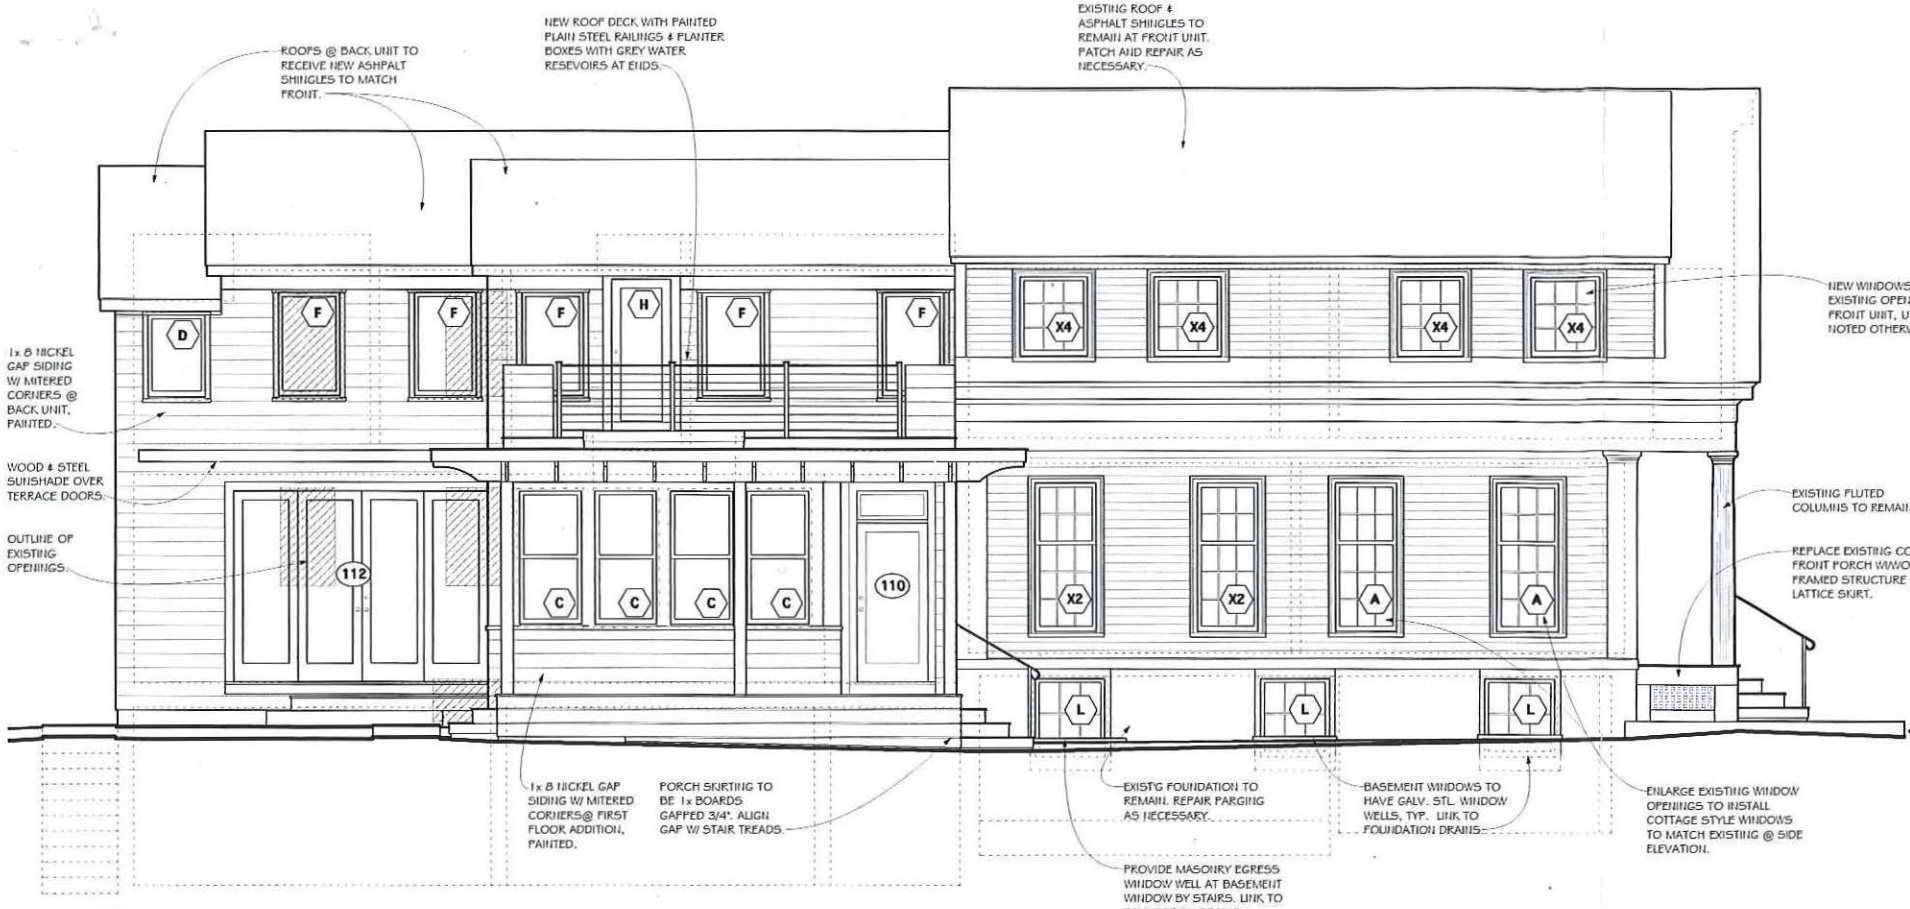 EXISTING ROOF &
ASPHALT SHINGLES TO
REMAIN AT FRONT UNIT.
PATCH AND REPAIR AS
NECESSARY.
NEW ROOF DECK WITH PAINTED
PLAIN STEEL RAILINGS & PLANTER
BOXES WITH GREY WATER
RESEVOIRS AT ENDS.
ROOFS @ BACK UNIT TO
RECEIVE NEW ASHPALT
SHINGLES TO MATCH
FRONT.
NEW WINDOWS
EXISTING OPEN
FRONT UNIT, U
NOTED OTHERW
D
F
F
F
H
F
F
X4
X4
X4
X4
1x 8 NICKEL
GAP SIDING
W/ MITERED
CORNERS @
BACK UNIT,
PAINTED.
WOOD & STEEL
SUNSHADE OVER
TERRACE DOORS.
OUTLINE OF
EXISTING
OPENINGS.
EXISTING FLUTED
COLUMNS TO REMAIN
REPLACE EXISTING CO
FRONT PORCH W/WO
FRAMED STRUCTURE
LATTICE SKIRT.
112
C
C
C
C
110
X2
X2
A
A
L
L
L
1x 8 NICKEL GAP
SIDING W/ MITERED
CORNERS@ FIRST
FLOOR ADDITION,
PAINTED.
PORCH SKIRTING TO
BE 1x BOARDS
GAPPED 3/4". ALIGN
GAP W/ STAIR TREADS.
EXIST'G FOUNDATION TO
REMAIN. REPAIR PARGING
AS NECESSARY.
BASEMENT WINDOWS TO
HAVE GALV. STL. WINDOW
WELLS, TYP. LINK TO
FOUNDATION DRAINS.
ENLARGE EXISTING WINDOW
OPENINGS TO INSTALL
COTTAGE STYLE WINDOWS
TO MATCH EXISTING @ SIDE
ELEVATION.
PROVIDE MASONRY EGRESS
WINDOW WELL AT BASEMENT
WINDOW BY STAIRS. LINK TO